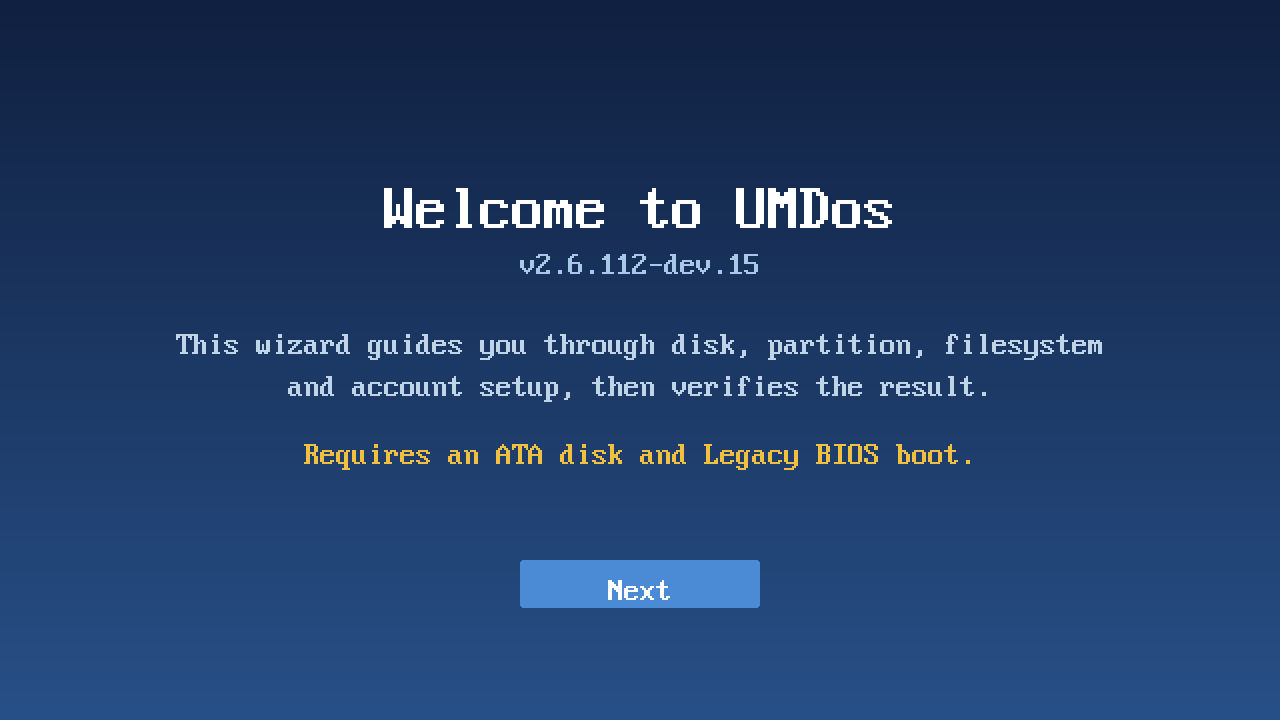 Welcome to UMDos
v2.6.112-dev.15
This wizard guides you through disk, partition, filesystem
and account setup, then verifies the result.
Requires an ATA disk and Legacy BIOS boot.
Next